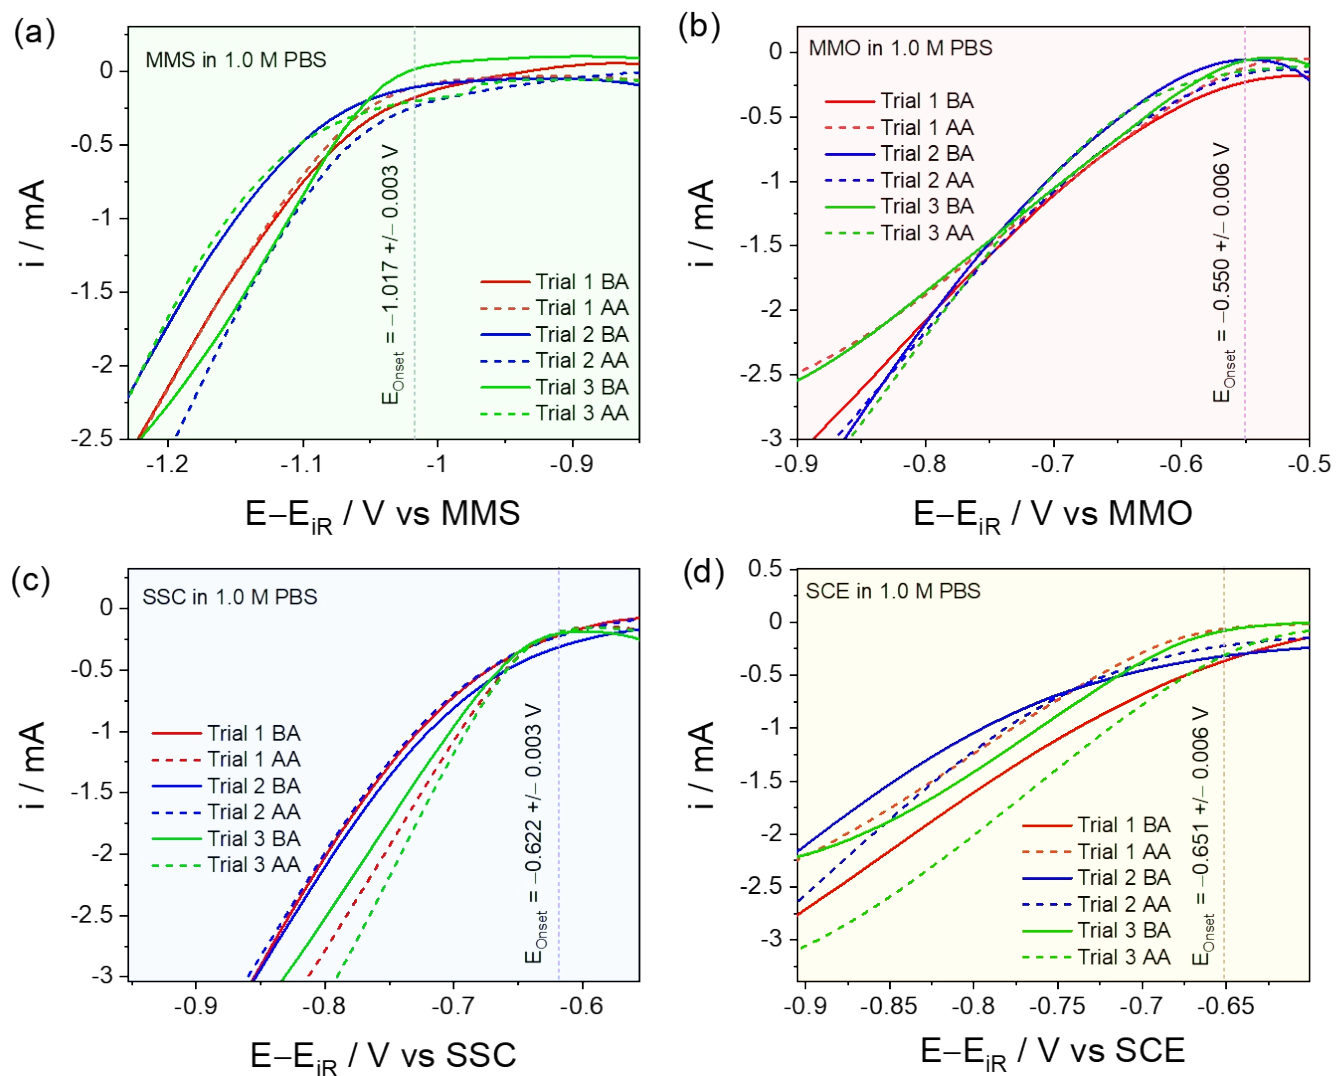 (a)
MMS in 1.0 M PBS
0
-0.5
-1
-1.5
-2
-2.5
i / mA
E_Onset = −1.017 +/− 0.003 V
Trial 1 BA
Trial 1 AA
Trial 2 BA
Trial 2 AA
Trial 3 BA
Trial 3 AA
-1.2
-1.1
-1
-0.9
E−E_iR / V vs MMS
(b)
MMO in 1.0 M PBS
0
-0.5
-1
-1.5
-2
-2.5
-3
i / mA
Trial 1 BA
Trial 1 AA
Trial 2 BA
Trial 2 AA
Trial 3 BA
Trial 3 AA
E_Onset = −0.550 +/− 0.006 V
-0.9
-0.8
-0.7
-0.6
-0.5
E−E_iR / V vs MMO
(c)
SSC in 1.0 M PBS
0
-0.5
-1
-1.5
-2
-2.5
-3
i / mA
Trial 1 BA
Trial 1 AA
Trial 2 BA
Trial 2 AA
Trial 3 BA
Trial 3 AA
E_Onset = −0.622 +/− 0.003 V
-0.9
-0.8
-0.7
-0.6
E−E_iR / V vs SSC
(d)
SCE in 1.0 M PBS
0.5
0
-0.5
-1
-1.5
-2
-2.5
-3
i / mA
Trial 1 BA
Trial 1 AA
Trial 2 BA
Trial 2 AA
Trial 3 BA
Trial 3 AA
E_Onset = −0.651 +/− 0.006 V
-0.9
-0.85
-0.8
-0.75
-0.7
-0.65
E−E_iR / V vs SCE